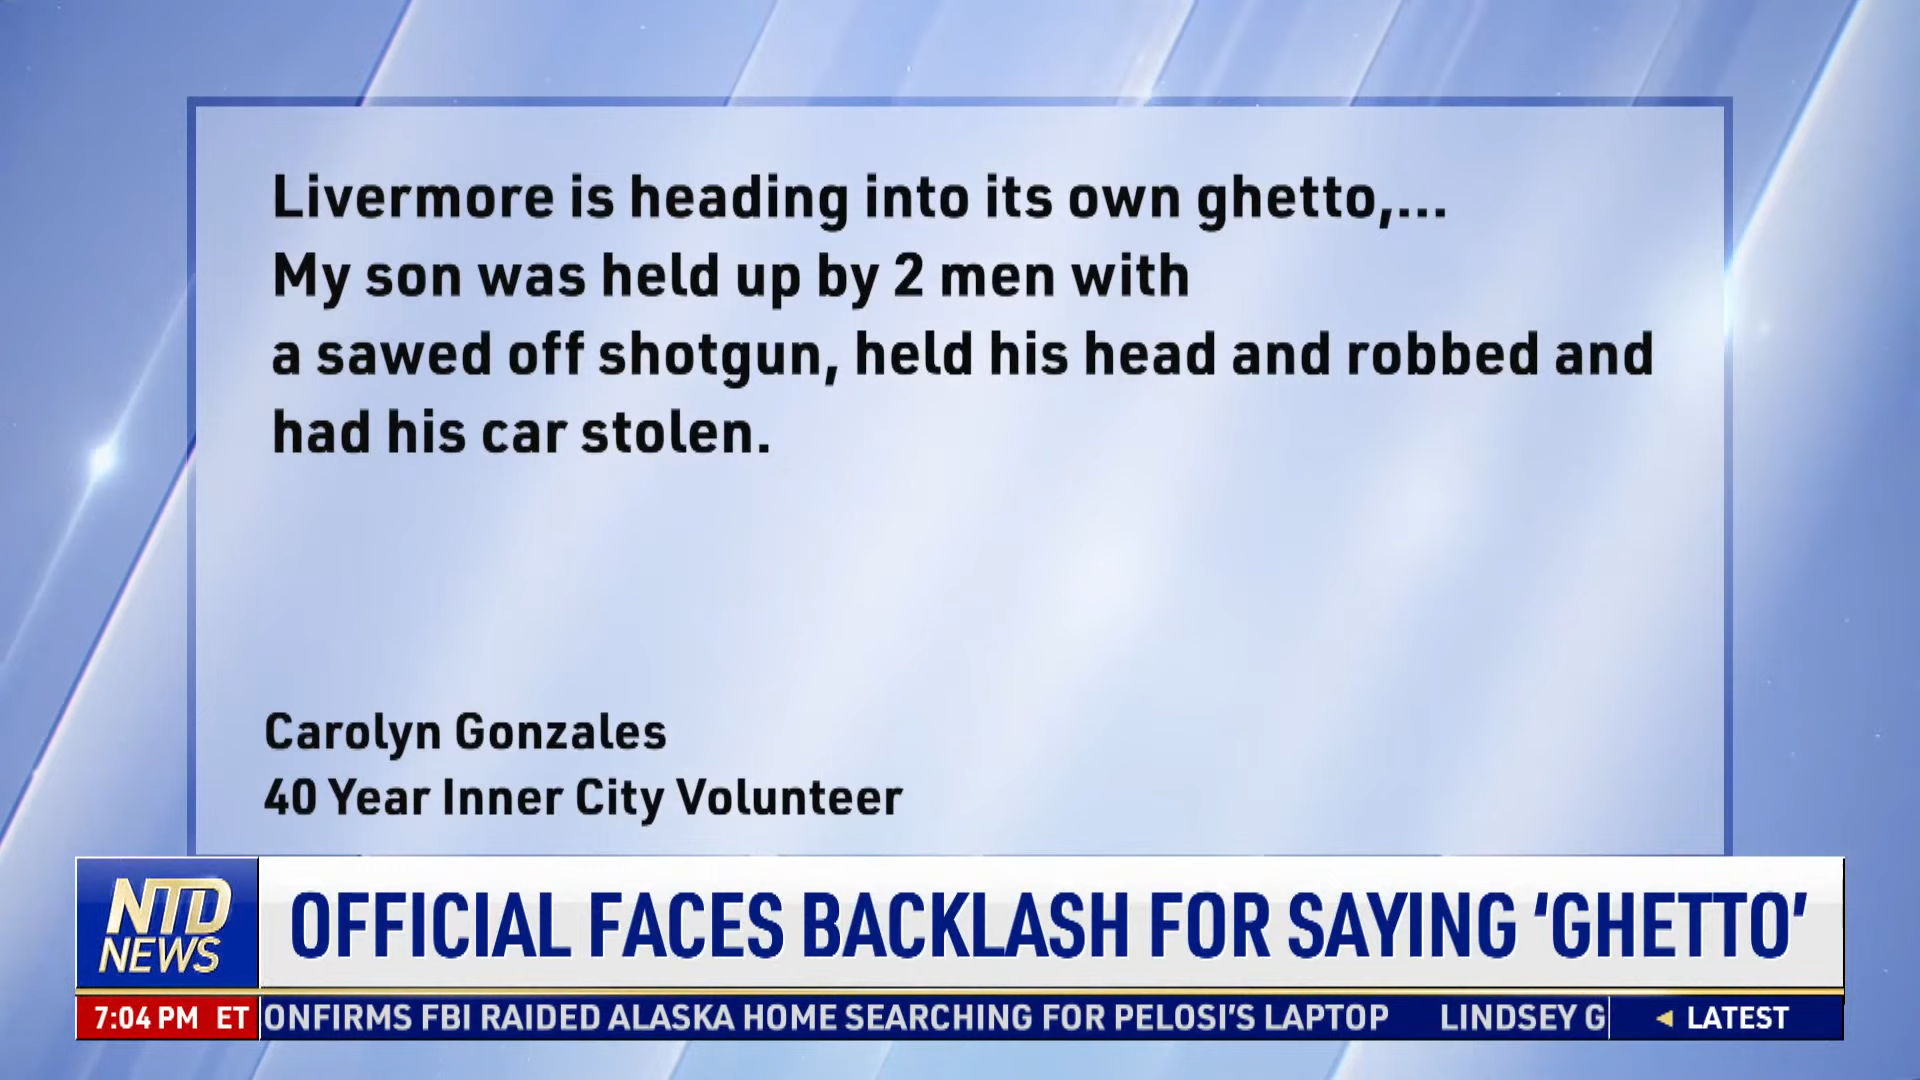 Livermore is heading into its own ghetto,...
My son was held up by 2 men with
a sawed off shotgun, held his head and robbed and
had his car stolen.
Carolyn Gonzales
40 Year Inner City Volunteer
NTD
NEWS
OFFICIAL FACES BACKLASH FOR SAYING ‘GHETTO’
7:04 PM ET
ONFIRMS FBI RAIDED ALASKA HOME SEARCHING FOR PELOSI’S LAPTOP LINDSEY G
LATEST